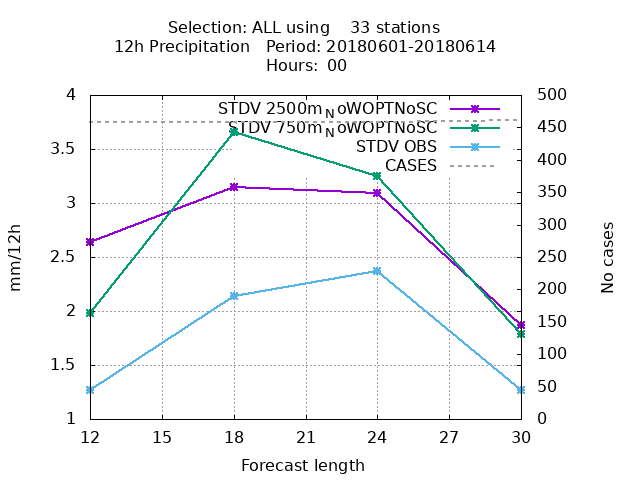 Selection: ALL using 33 stations
12h Precipitation Period: 20180601-20180614
Hours: 00
STDV 2500m_NoWOPTNoSC
STDV 750m_NoWOPTNoSC
STDV OBS
CASES
4
3.5
3
2.5
2
1.5
1
mm/12h
500
450
400
350
300
250
200
150
100
50
0
No cases
12 15 18 21 24 27 30
Forecast length